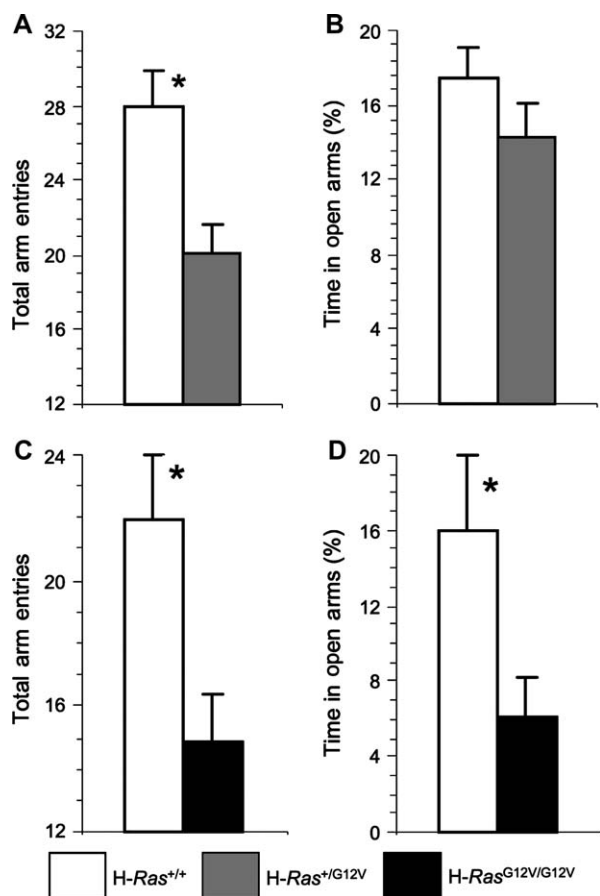 A
Total arm entries
32
28
24
20
16
12
*
B
Time in open arms (%)
20
16
12
8
4
0
C
Total arm entries
24
20
16
12
*
D
Time in open arms (%)
20
16
12
8
4
0
*
H-Ras+/+ H-Ras+/G12V H-RasG12V/G12V